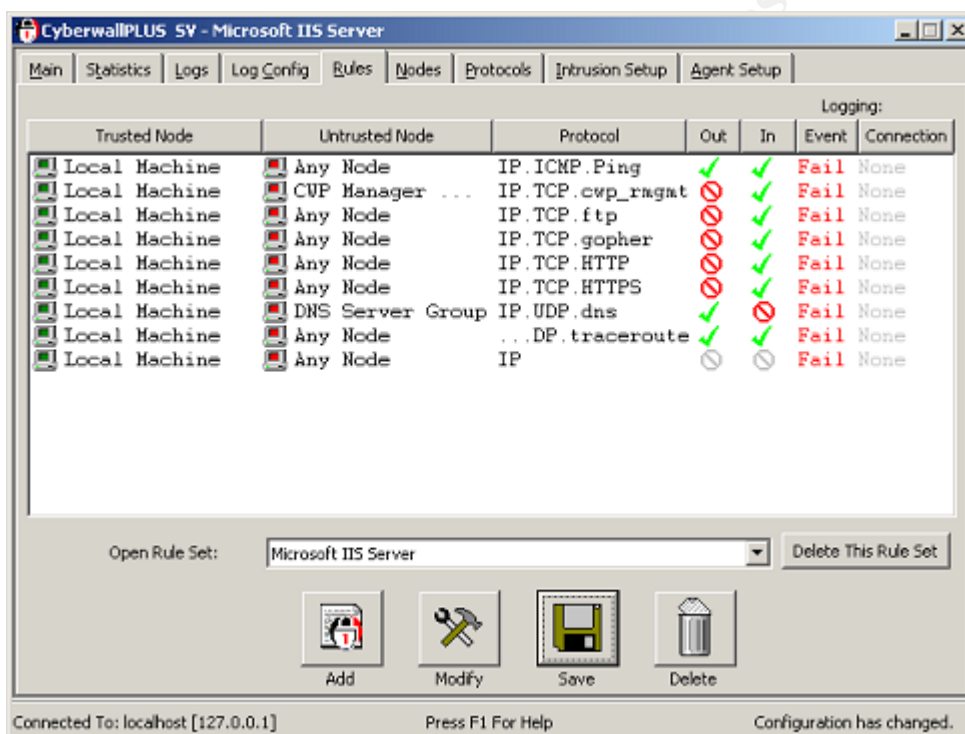 CyberwallPLUS SV - Microsoft IIS Server
Main Statistics Logs Log Config Rules Nodes Protocols Intrusion Setup Agent Setup
Logging:
Trusted Node Untrusted Node Protocol Out In Event Connection
Local Machine Any Node IP.ICMP.Ping Fail None
Local Machine CWP Manager ... IP.TCP.cwp_rmgmt Fail None
Local Machine Any Node IP.TCP.ftp Fail None
Local Machine Any Node IP.TCP.gopher Fail None
Local Machine Any Node IP.TCP.HTTP Fail None
Local Machine Any Node IP.TCP.HTTPS Fail None
Local Machine DNS Server Group IP.UDP.dns Fail None
Local Machine Any Node ...DP.traceroute Fail None
Local Machine Any Node IP Fail None
Open Rule Set: Microsoft IIS Server Delete This Rule Set
Add Modify Save Delete
Connected To: localhost [127.0.0.1] Press F1 For Help Configuration has changed.